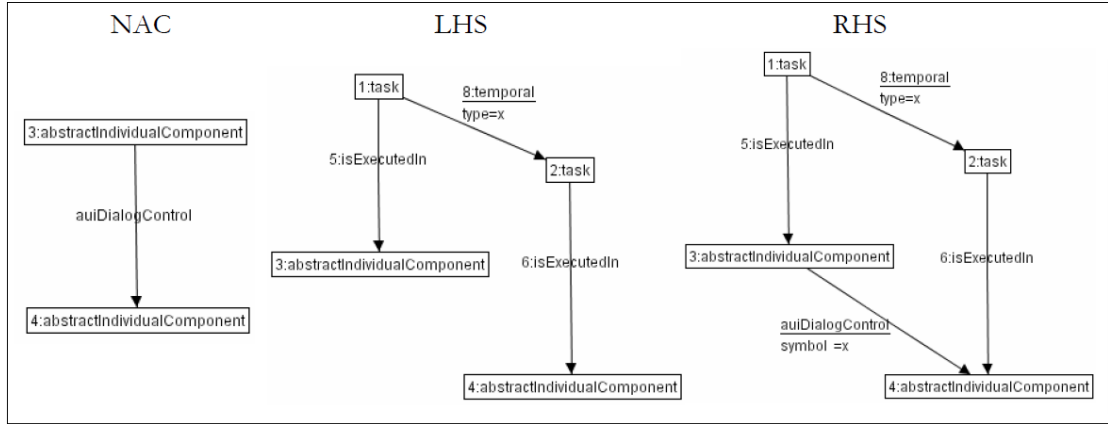 NAC
3:abstractIndividualComponent
auiDialogControl
4:abstractIndividualComponent
LHS
1:task
8:temporal
type=x
5:isExecutedIn
2:task
3:abstractIndividualComponent
6:isExecutedIn
4:abstractIndividualComponent
RHS
1:task
8:temporal
type=x
5:isExecutedIn
2:task
3:abstractIndividualComponent
6:isExecutedIn
auiDialogControl
symbol =x
4:abstractIndividualComponent